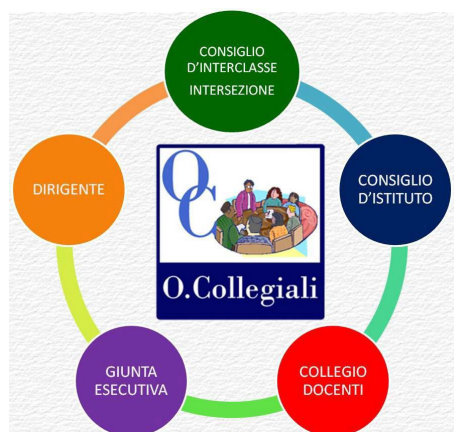 CONSIGLIO
D'INTERCLASSE
INTERSEZIONE
DIRIGENTE
CONSIGLIO
D'ISTITUTO
OC
O.Collegiali
GIUNTA
ESECUTIVA
COLLEGIO
DOCENTI